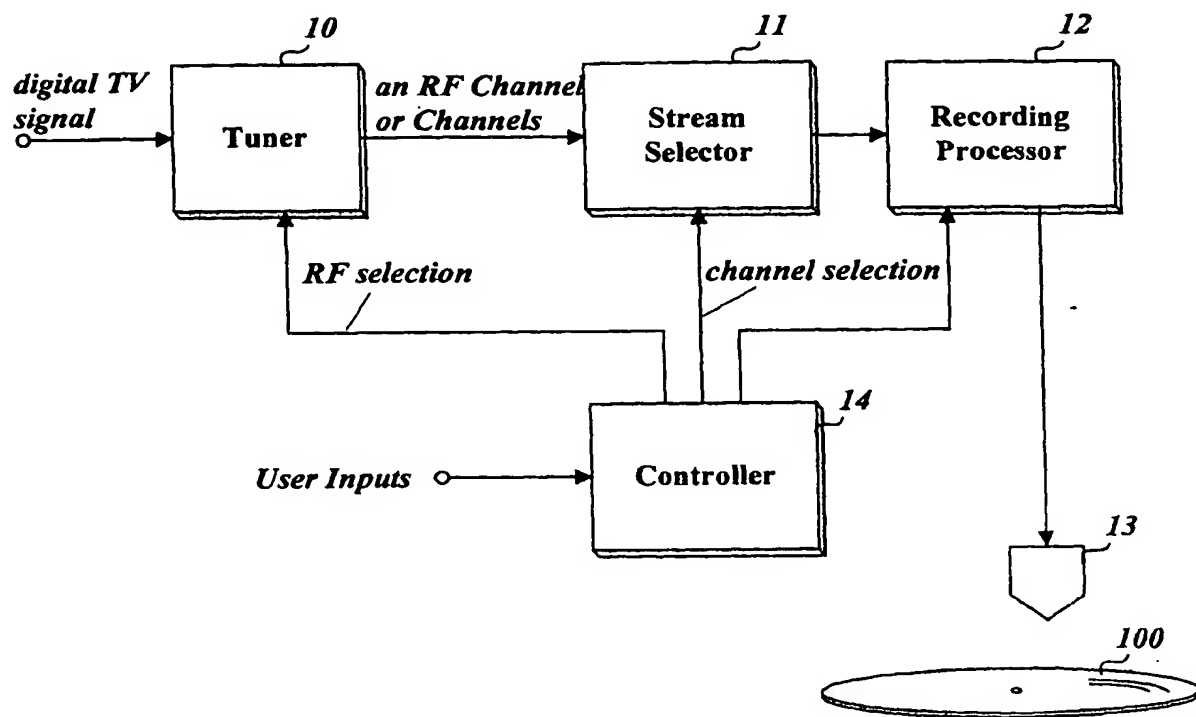 10
11
12
digital TV
signal
Tuner
an RF Channel
or Channels
Stream
Selector
Recording
Processor
RF selection
channel selection
14
User Inputs
Controller
13
100